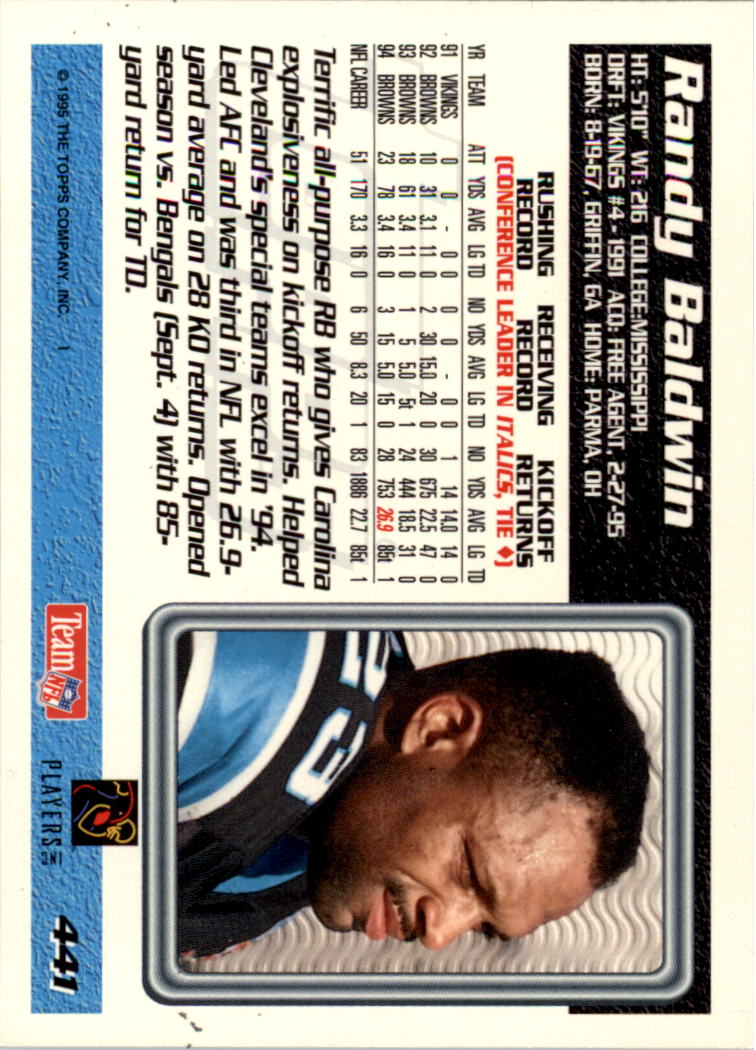 Randy Baldwin
HT: 5'10" WT: 216 COLLEGE: MISSISSIPPI
DRFT: VIKINGS #4-1991 ACQ: FREE AGENT, 2-27-95
BORN: 8-19-67, GRIFFIN, GA HOME: PARMA, OH
RUSHING RECEIVING KICKOFF
RECORD RECORD RETURNS
(CONFERENCE LEADER IN ITALICS, TIE ♦)
YR TEAM ATT YDS AVG LG TD NO YDS AVG LG TD NO YDS AVG LG TD
91 VIKINGS 0 0 - 0 0 0 0 - 0 0 1 14 14.0 14 0
92 BROWNS 10 31 3.1 11 0 2 30 15.0 20 0 30 675 22.5 47 0
93 BROWNS 18 61 3.4 11 0 1 5 5.0 5t 1 24 444 18.5 31 0
94 BROWNS 23 78 3.4 16 0 3 15 5.0 15 0 28 753 26.9 85t 1
NFL CAREER 51 170 3.3 16 0 6 50 8.3 20 1 83 1886 22.7 85t 1
Terrific all-purpose RB who gives Carolina
explosiveness on kickoff returns. Helped
Cleveland's special teams excel in '94.
Led AFC and was third in NFL with 26.9-
yard average on 28 KO returns. Opened
season vs. Bengals (Sept. 4) with 85-
yard return for TD.
23
© 1995 THE TOPPS COMPANY, INC. 1
Team NFL
PLAYERS INC
441